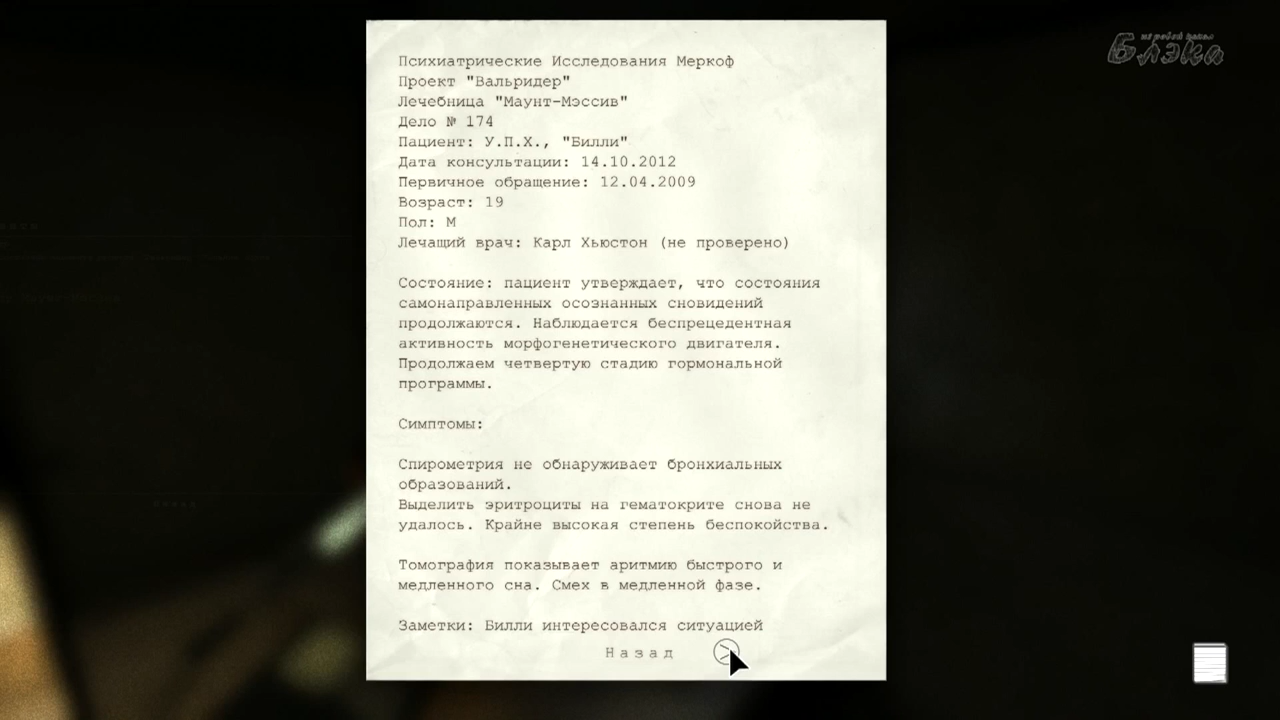 Психиатрические Исследования Меркоф
Проект "Вальридер"
Лечебница "Маунт-Мэссив"
Дело № 174
Пациент: У.П.Х., "Билли"
Дата консультации: 14.10.2012
Первичное обращение: 12.04.2009
Возраст: 19
Пол: М
Лечащий врач: Карл Хьюстон (не проверено)
Состояние: пациент утверждает, что состояния
самонаправленных осознанных сновидений
продолжаются. Наблюдается беспрецедентная
активность морфогенетического двигателя.
Продолжаем четвертую стадию гормональной
программы.
Симптомы:
Спирометрия не обнаруживает бронхиальных
образований.
Выделить эритроциты на гематокрите снова не
удалось. Крайне высокая степень беспокойства.
Томография показывает аритмию быстрого и
медленного сна. Смех в медленной фазе.
Заметки: Билли интересовался ситуацией
Назад >
Блэка